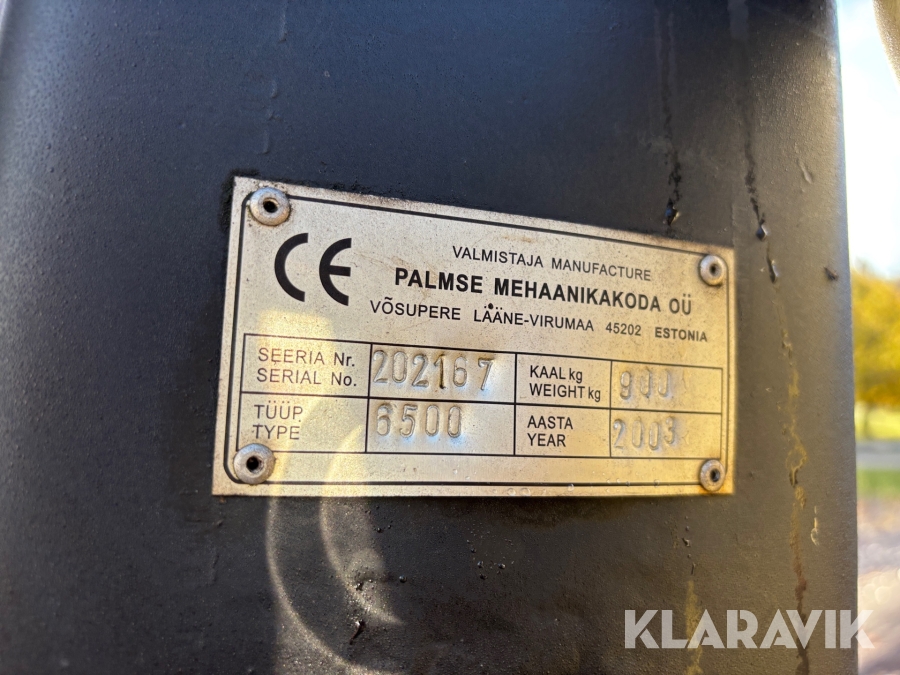 CE
VALMISTAJA MANUFACTURE
PALMSE MEHAANIKAKODA OÜ
VÕSUPERE LÄÄNE-VIRUMAA 45202 ESTONIA
SEERIA Nr. 202167 KAAL kg 900
SERIAL No. WEIGHT kg
TÜÜP 6500 AASTA
TYPE YEAR
KLARAVIK